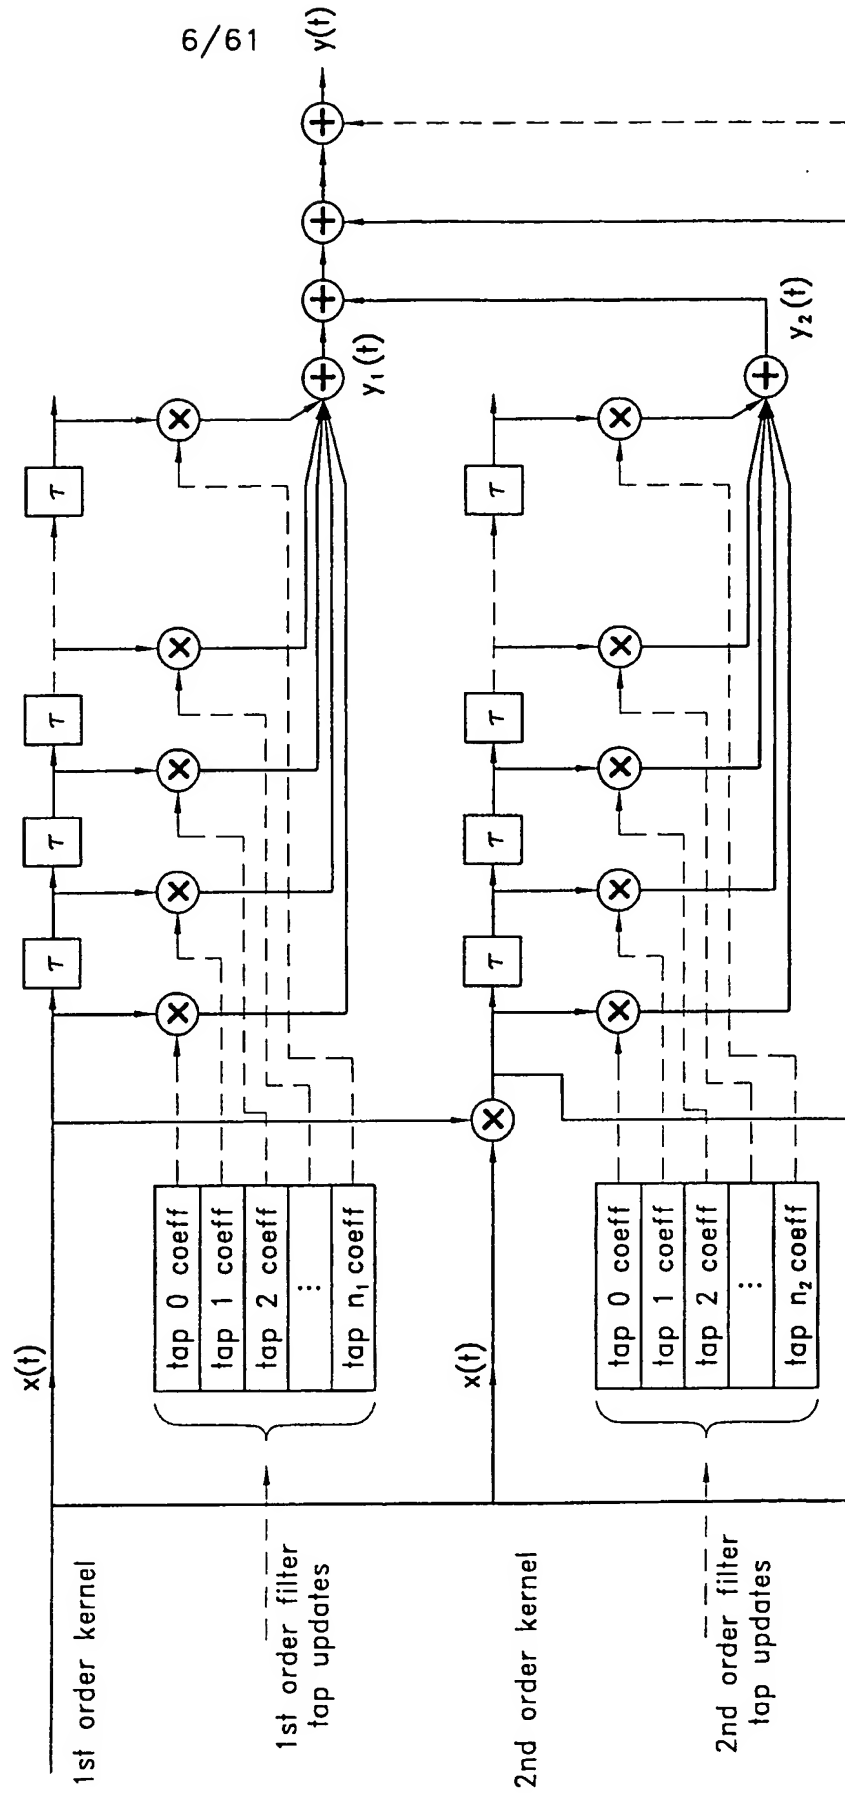 6/61
1st order kernel
x(t)
τ
τ
τ
τ
1st order filter
tap updates
tap 0 coeff
tap 1 coeff
tap 2 coeff
...
tap n₁ coeff
y₁(t)
y(t)
2nd order kernel
x(t)
τ
τ
τ
τ
2nd order filter
tap updates
tap 0 coeff
tap 1 coeff
tap 2 coeff
...
tap n₂ coeff
y₂(t)